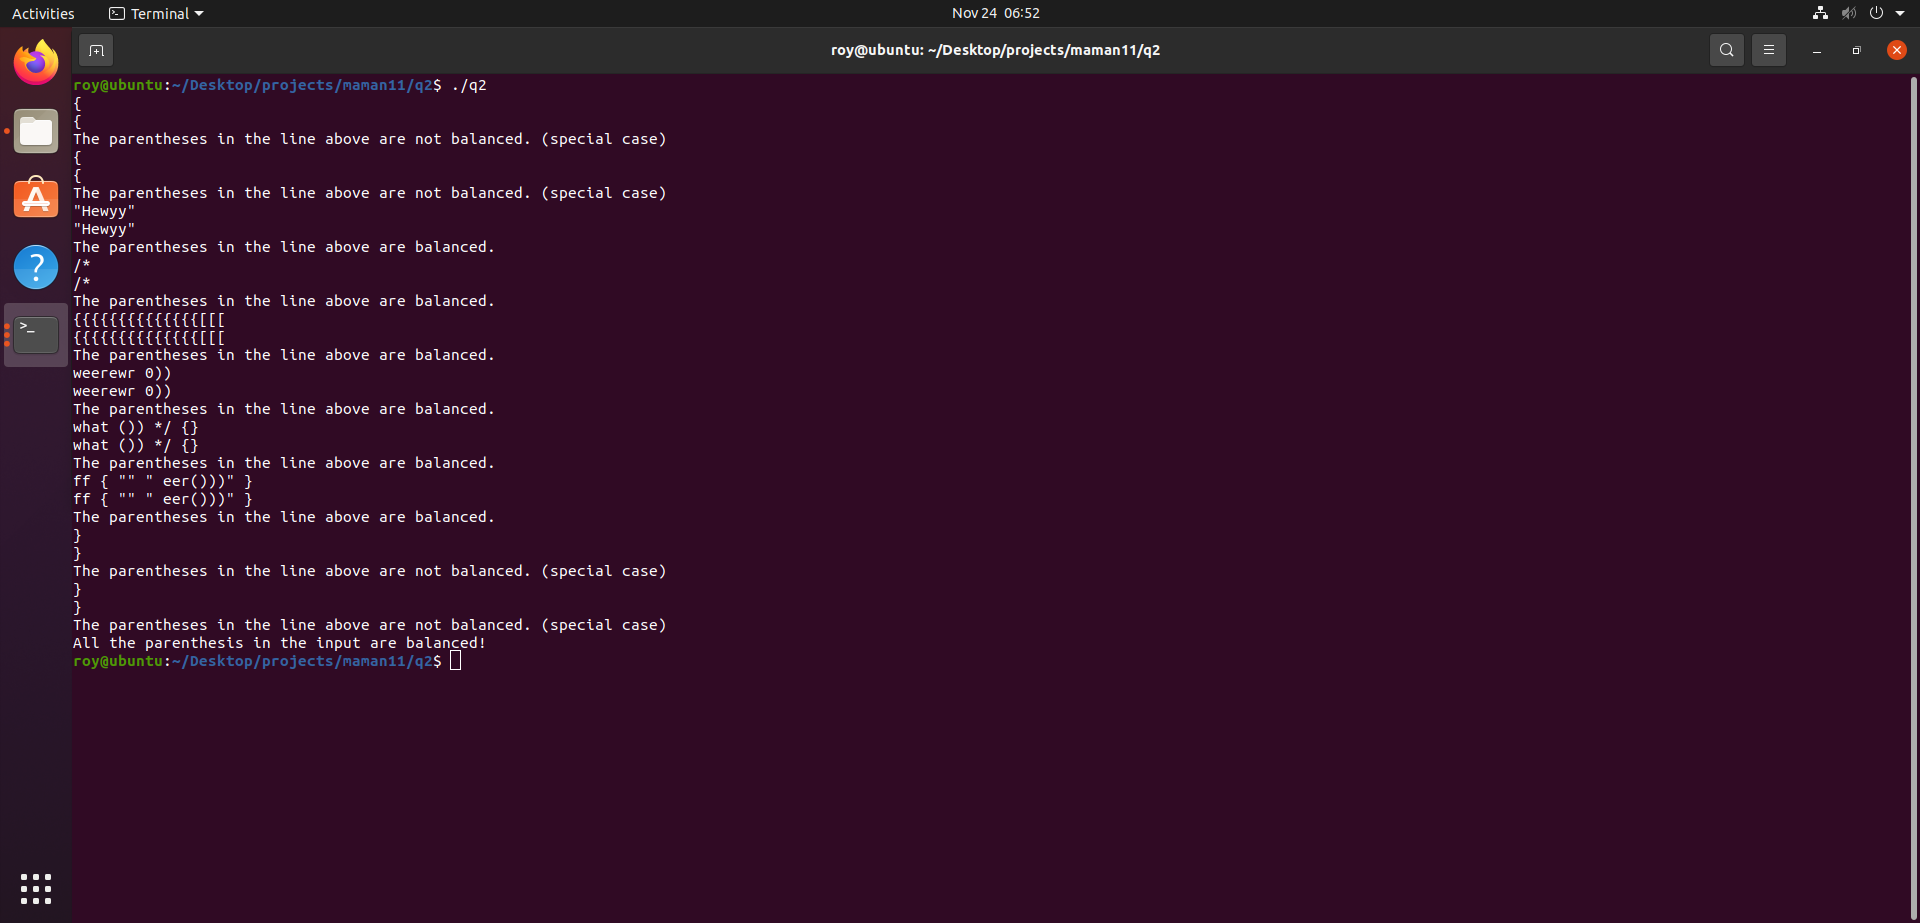 Activities Terminal Nov 24 06:52
roy@ubuntu: ~/Desktop/projects/maman11/q2
roy@ubuntu:~/Desktop/projects/maman11/q2$ ./q2
{
{
The parentheses in the line above are not balanced. (special case)
{
{
The parentheses in the line above are not balanced. (special case)
"Hewyy"
"Hewyy"
The parentheses in the line above are balanced.
/*
/*
The parentheses in the line above are balanced.
{{{{{{{{{{{{{{[[[
{{{{{{{{{{{{{{[[[
The parentheses in the line above are balanced.
weerewr 0))
weerewr 0))
The parentheses in the line above are balanced.
what ()) */ {}
what ()) */ {}
The parentheses in the line above are balanced.
ff { "" " eer()))" }
ff { "" " eer()))" }
The parentheses in the line above are balanced.
}
}
The parentheses in the line above are not balanced. (special case)
}
}
The parentheses in the line above are not balanced. (special case)
All the parenthesis in the input are balanced!
roy@ubuntu:~/Desktop/projects/maman11/q2$